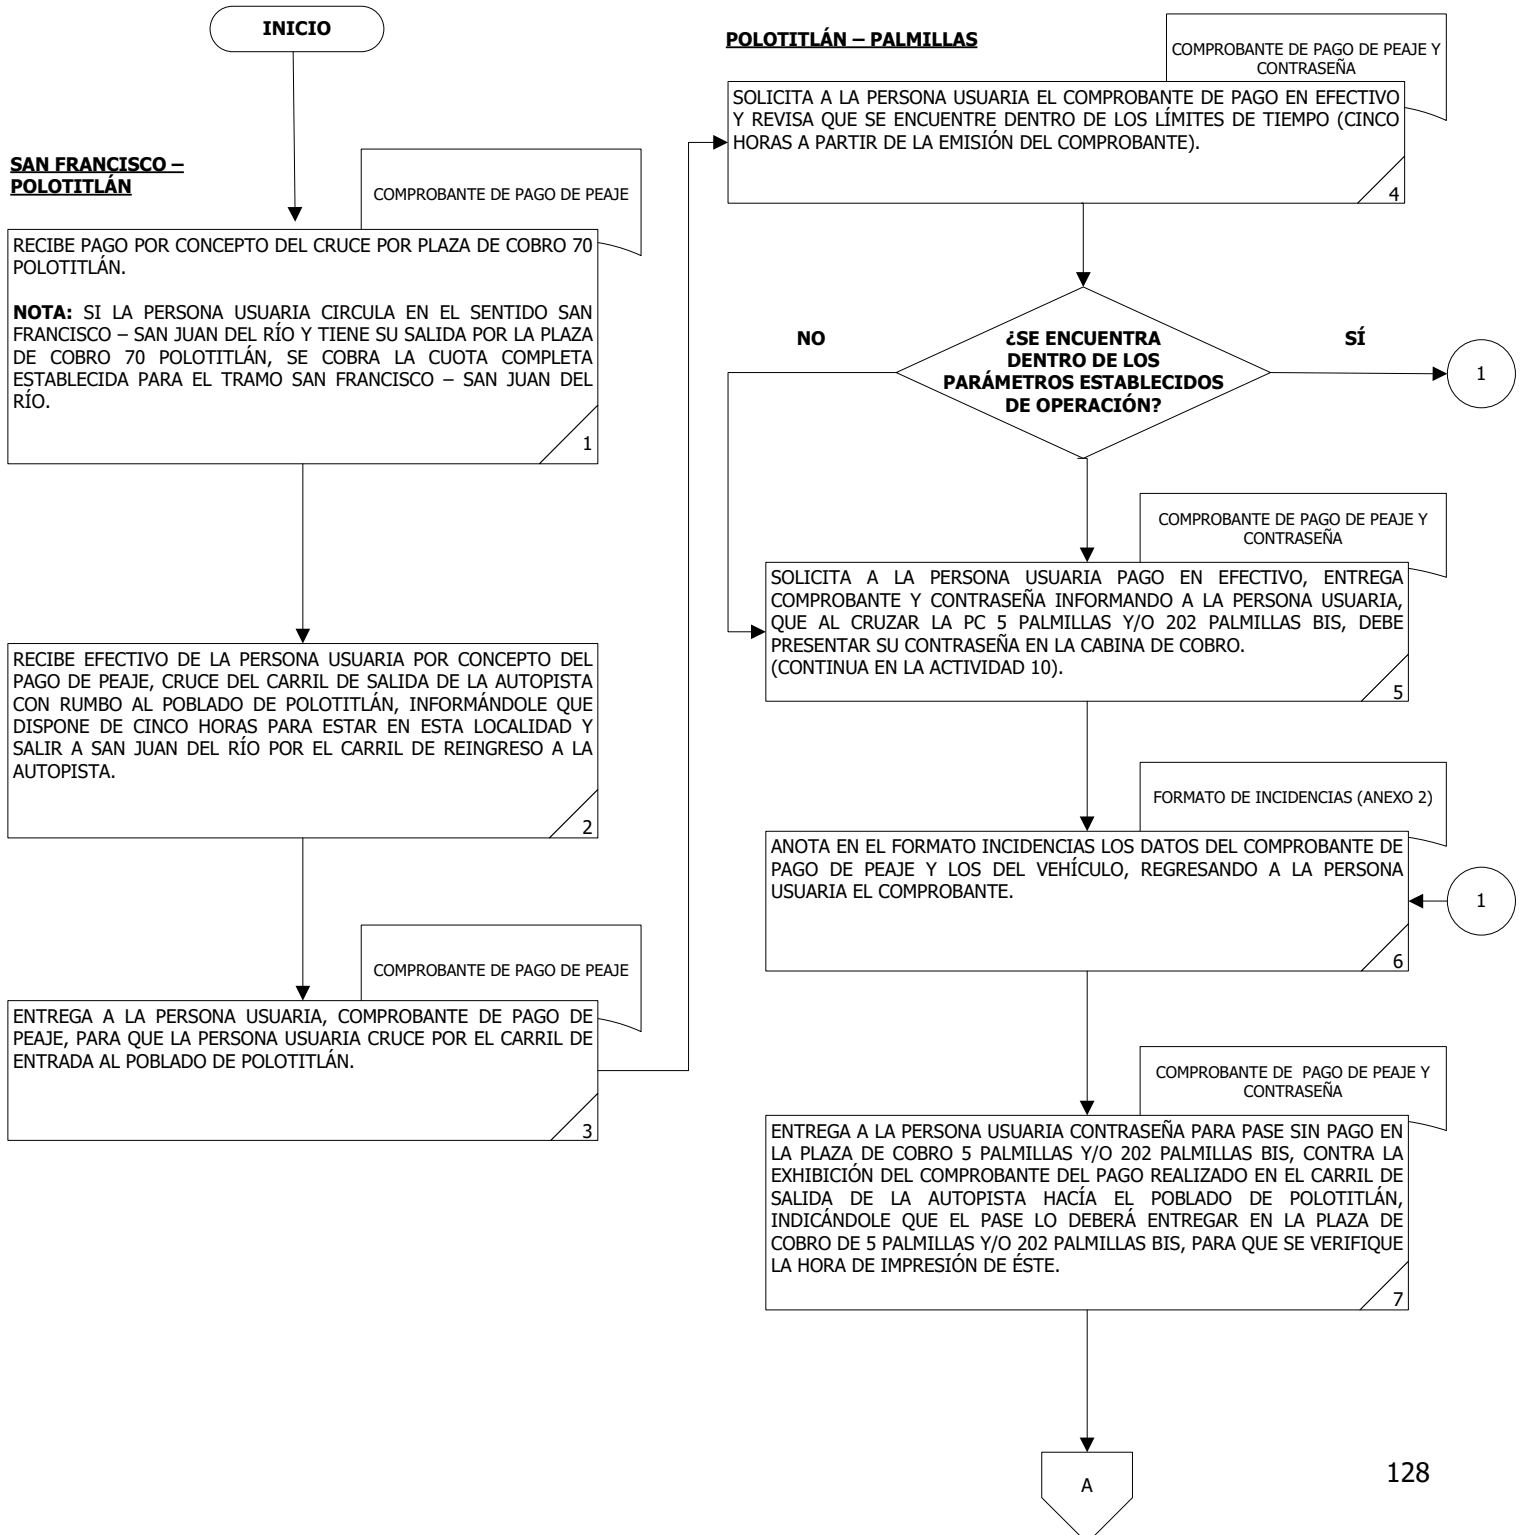 INICIO
SAN FRANCISCO –
POLOTITLÁN
COMPROBANTE DE PAGO DE PEAJE
RECIBE PAGO POR CONCEPTO DEL CRUCE POR PLAZA DE COBRO 70
POLOTITLÁN.
NOTA: SI LA PERSONA USUARIA CIRCULA EN EL SENTIDO SAN
FRANCISCO – SAN JUAN DEL RÍO Y TIENE SU SALIDA POR LA PLAZA
DE COBRO 70 POLOTITLÁN, SE COBRA LA CUOTA COMPLETA
ESTABLECIDA PARA EL TRAMO SAN FRANCISCO – SAN JUAN DEL
RÍO.
1
RECIBE EFECTIVO DE LA PERSONA USUARIA POR CONCEPTO DEL
PAGO DE PEAJE, CRUCE DEL CARRIL DE SALIDA DE LA AUTOPISTA
CON RUMBO AL POBLADO DE POLOTITLÁN, INFORMÁNDOLE QUE
DISPONE DE CINCO HORAS PARA ESTAR EN ESTA LOCALIDAD Y
SALIR A SAN JUAN DEL RÍO POR EL CARRIL DE REINGRESO A LA
AUTOPISTA.
2
COMPROBANTE DE PAGO DE PEAJE
ENTREGA A LA PERSONA USUARIA, COMPROBANTE DE PAGO DE
PEAJE, PARA QUE LA PERSONA USUARIA CRUCE POR EL CARRIL DE
ENTRADA AL POBLADO DE POLOTITLÁN.
3
POLOTITLÁN – PALMILLAS
COMPROBANTE DE PAGO DE PEAJE Y
CONTRASEÑA
SOLICITA A LA PERSONA USUARIA EL COMPROBANTE DE PAGO EN EFECTIVO
Y REVISA QUE SE ENCUENTRE DENTRO DE LOS LÍMITES DE TIEMPO (CINCO
HORAS A PARTIR DE LA EMISIÓN DEL COMPROBANTE).
4
NO
¿SE ENCUENTRA
DENTRO DE LOS
PARÁMETROS ESTABLECIDOS
DE OPERACIÓN?
SÍ
1
COMPROBANTE DE PAGO DE PEAJE Y
CONTRASEÑA
SOLICITA A LA PERSONA USUARIA PAGO EN EFECTIVO, ENTREGA
COMPROBANTE Y CONTRASEÑA INFORMANDO A LA PERSONA USUARIA,
QUE AL CRUZAR LA PC 5 PALMILLAS Y/O 202 PALMILLAS BIS, DEBE
PRESENTAR SU CONTRASEÑA EN LA CABINA DE COBRO.
(CONTINUA EN LA ACTIVIDAD 10).
5
FORMATO DE INCIDENCIAS (ANEXO 2)
ANOTA EN EL FORMATO INCIDENCIAS LOS DATOS DEL COMPROBANTE DE
PAGO DE PEAJE Y LOS DEL VEHÍCULO, REGRESANDO A LA PERSONA
USUARIA EL COMPROBANTE.
6
1
COMPROBANTE DE PAGO DE PEAJE Y
CONTRASEÑA
ENTREGA A LA PERSONA USUARIA CONTRASEÑA PARA PASE SIN PAGO EN
LA PLAZA DE COBRO 5 PALMILLAS Y/O 202 PALMILLAS BIS, CONTRA LA
EXHIBICIÓN DEL COMPROBANTE DEL PAGO REALIZADO EN EL CARRIL DE
SALIDA DE LA AUTOPISTA HACÍA EL POBLADO DE POLOTITLÁN,
INDICÁNDOLE QUE EL PASE LO DEBERÁ ENTREGAR EN LA PLAZA DE
COBRO DE 5 PALMILLAS Y/O 202 PALMILLAS BIS, PARA QUE SE VERIFIQUE
LA HORA DE IMPRESIÓN DE ÉSTE.
7
A
128